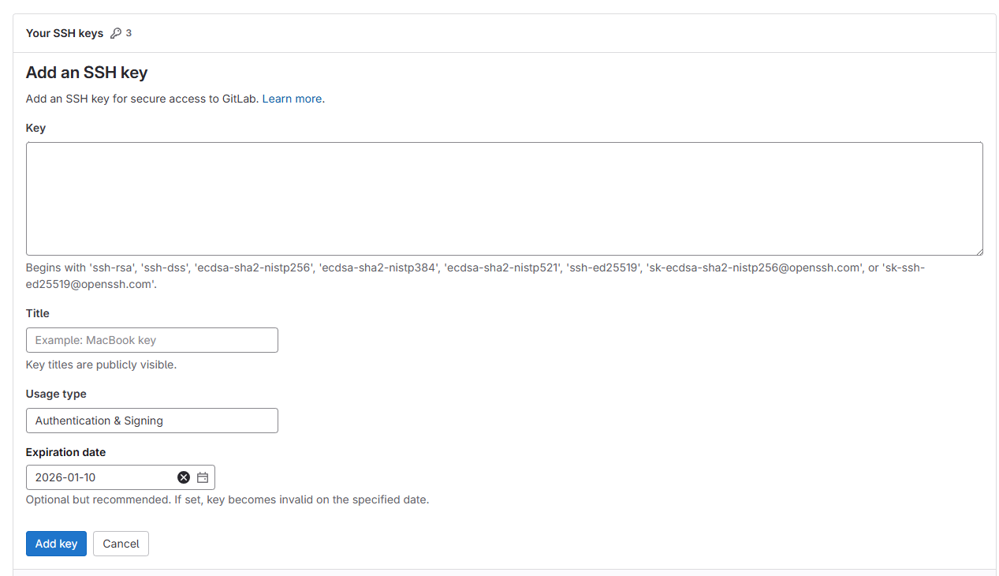 Your SSH keys 3
Add an SSH key
Add an SSH key for secure access to GitLab. Learn more.
Key
Begins with 'ssh-rsa', 'ssh-dss', 'ecdsa-sha2-nistp256', 'ecdsa-sha2-nistp384', 'ecdsa-sha2-nistp521', 'ssh-ed25519', 'sk-ecdsa-sha2-nistp256@openssh.com', or 'sk-ssh-
ed25519@openssh.com'.
Title
Example: MacBook key
Key titles are publicly visible.
Usage type
Authentication & Signing
Expiration date
2026-01-10
Optional but recommended. If set, key becomes invalid on the specified date.
Add key Cancel